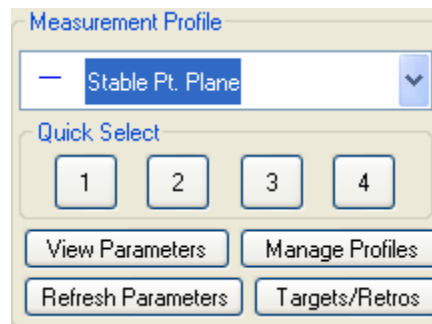 Measurement Profile
Stable Pt. Plane
Quick Select
1 2 3 4
View Parameters Manage Profiles
Refresh Parameters Targets/Retros